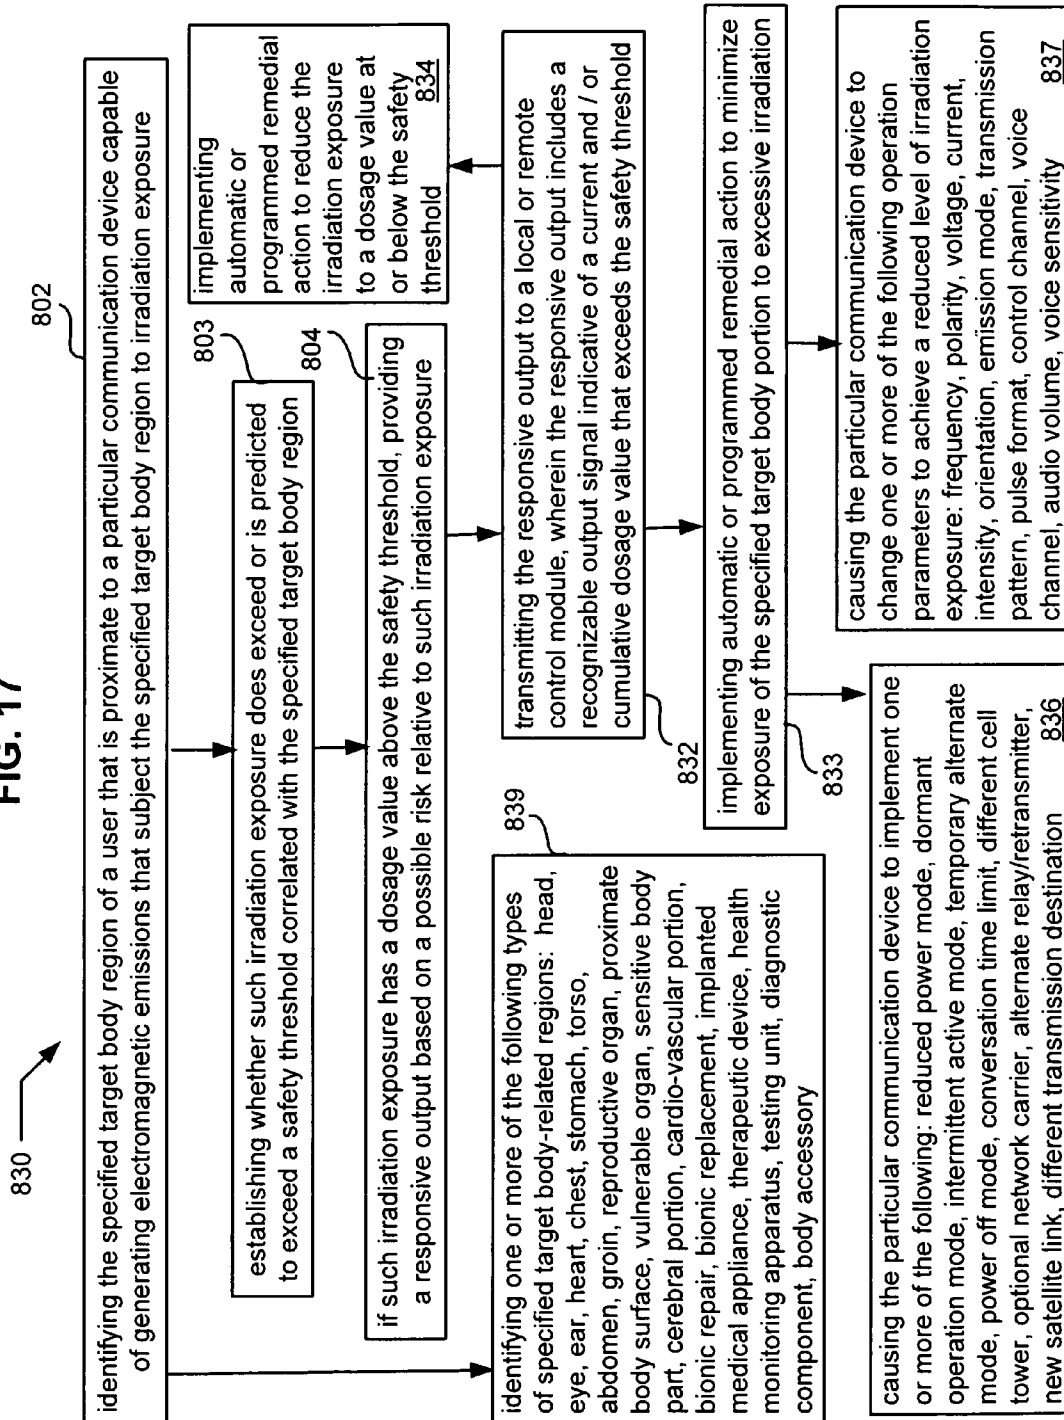 FIG. 17
830
802
identifying the specified target body region of a user that is proximate to a particular communication device capable
of generating electromagnetic emissions that subject the specified target body region to irradiation exposure
803
establishing whether such irradiation exposure does exceed or is predicted
to exceed a safety threshold correlated with the specified target body region
804
if such irradiation exposure has a dosage value above the safety threshold, providing
a responsive output based on a possible risk relative to such irradiation exposure
implementing
automatic or
programmed remedial
action to reduce the
irradiation exposure
to a dosage value at
or below the safety
threshold 834
839
identifying one or more of the following types
of specified target body-related regions: head,
eye, ear, heart, chest, stomach, torso,
abdomen, groin, reproductive organ, proximate
body surface, vulnerable organ, sensitive body
part, cerebral portion, cardio-vascular portion,
bionic repair, bionic replacement, implanted
medical appliance, therapeutic device, health
monitoring apparatus, testing unit, diagnostic
component, body accessory
transmitting the responsive output to a local or remote
control module, wherein the responsive output includes a
recognizable output signal indicative of a current and / or
cumulative dosage value that exceeds the safety threshold
832
implementing automatic or programmed remedial action to minimize
exposure of the specified target body portion to excessive irradiation
833
causing the particular communication device to implement one
or more of the following: reduced power mode, dormant
operation mode, intermittent active mode, temporary alternate
mode, power off mode, conversation time limit, different cell
tower, optional network carrier, alternate relay/retransmitter,
new satellite link, different transmission destination 836
causing the particular communication device to
change one or more of the following operation
parameters to achieve a reduced level of irradiation
exposure: frequency, polarity, voltage, current,
intensity, orientation, emission mode, transmission
pattern, pulse format, control channel, voice
channel, audio volume, voice sensitivity 837